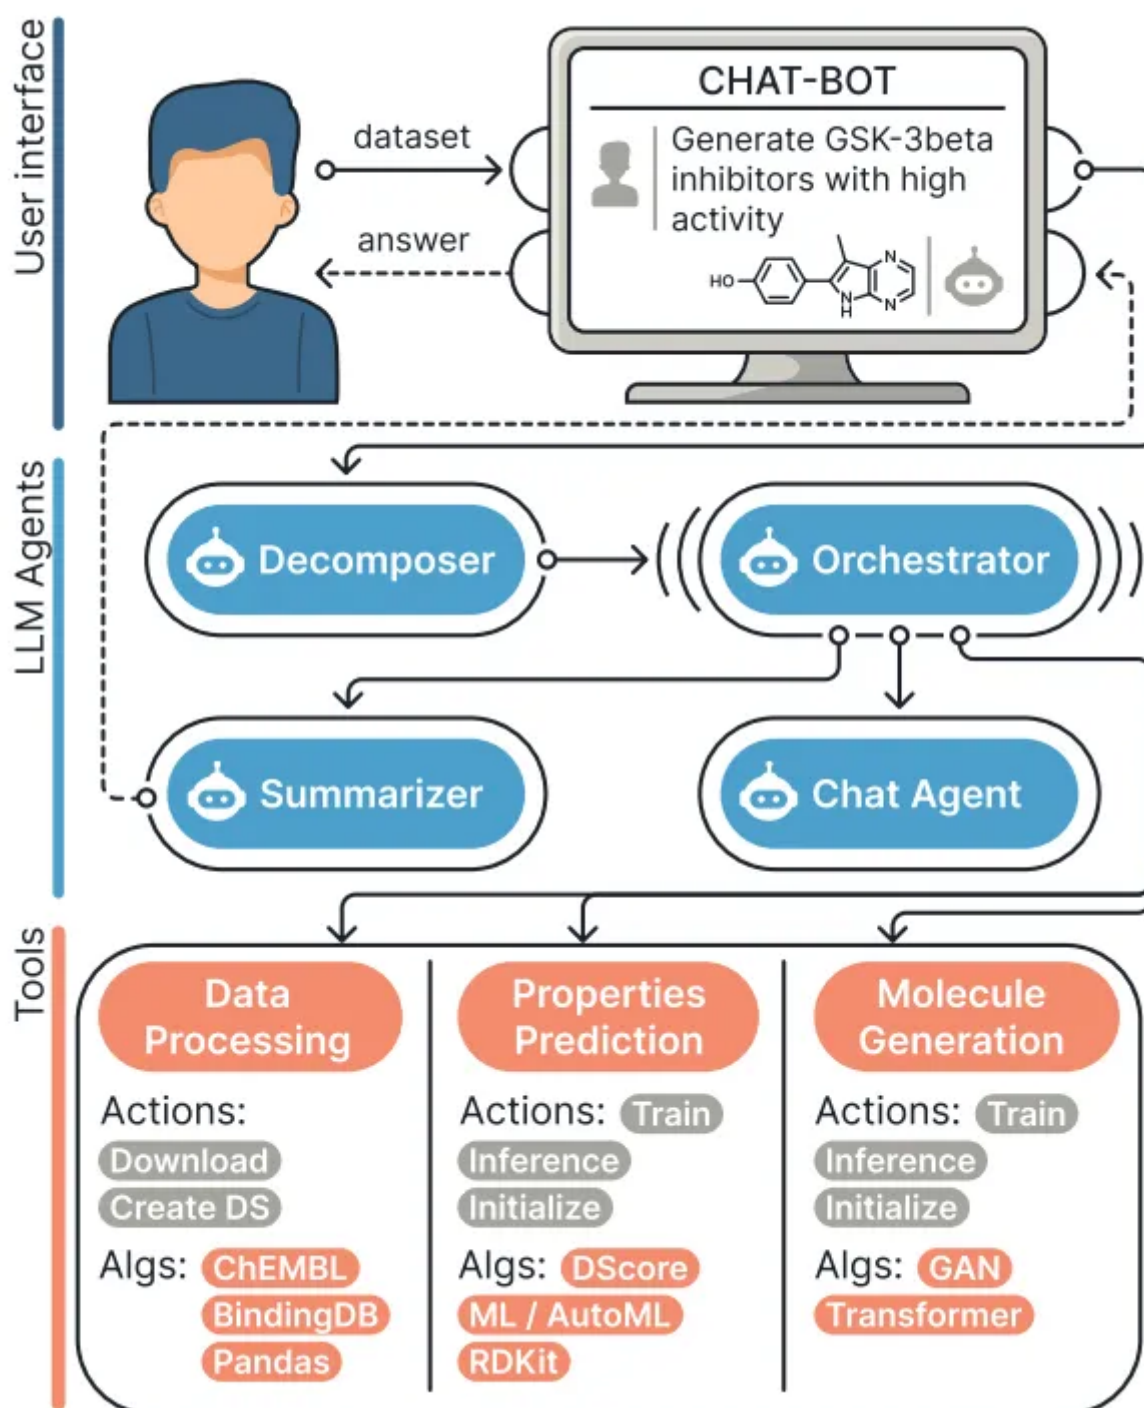 User interface
dataset
answer
CHAT-BOT
Generate GSK-3beta
inhibitors with high
activity
HO
N
N
N
H
LLM Agents
Decomposer
Orchestrator
Summarizer
Chat Agent
Tools
Data
Processing
Actions:
Download
Create DS
Algs: ChEMBL
BindingDB
Pandas
Properties
Prediction
Actions: Train
Inference
Initialize
Algs: DScore
ML / AutoML
RDKit
Molecule
Generation
Actions: Train
Inference
Initialize
Algs: GAN
Transformer